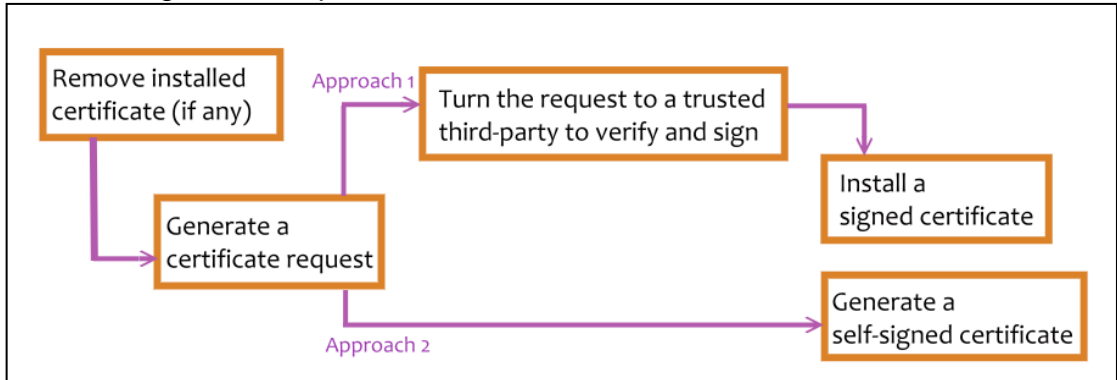 Remove installed
certificate (if any)
Approach 1
Turn the request to a trusted
third-party to verify and sign
Install a
signed certificate
Generate a
certificate request
Approach 2
Generate a
self-signed certificate